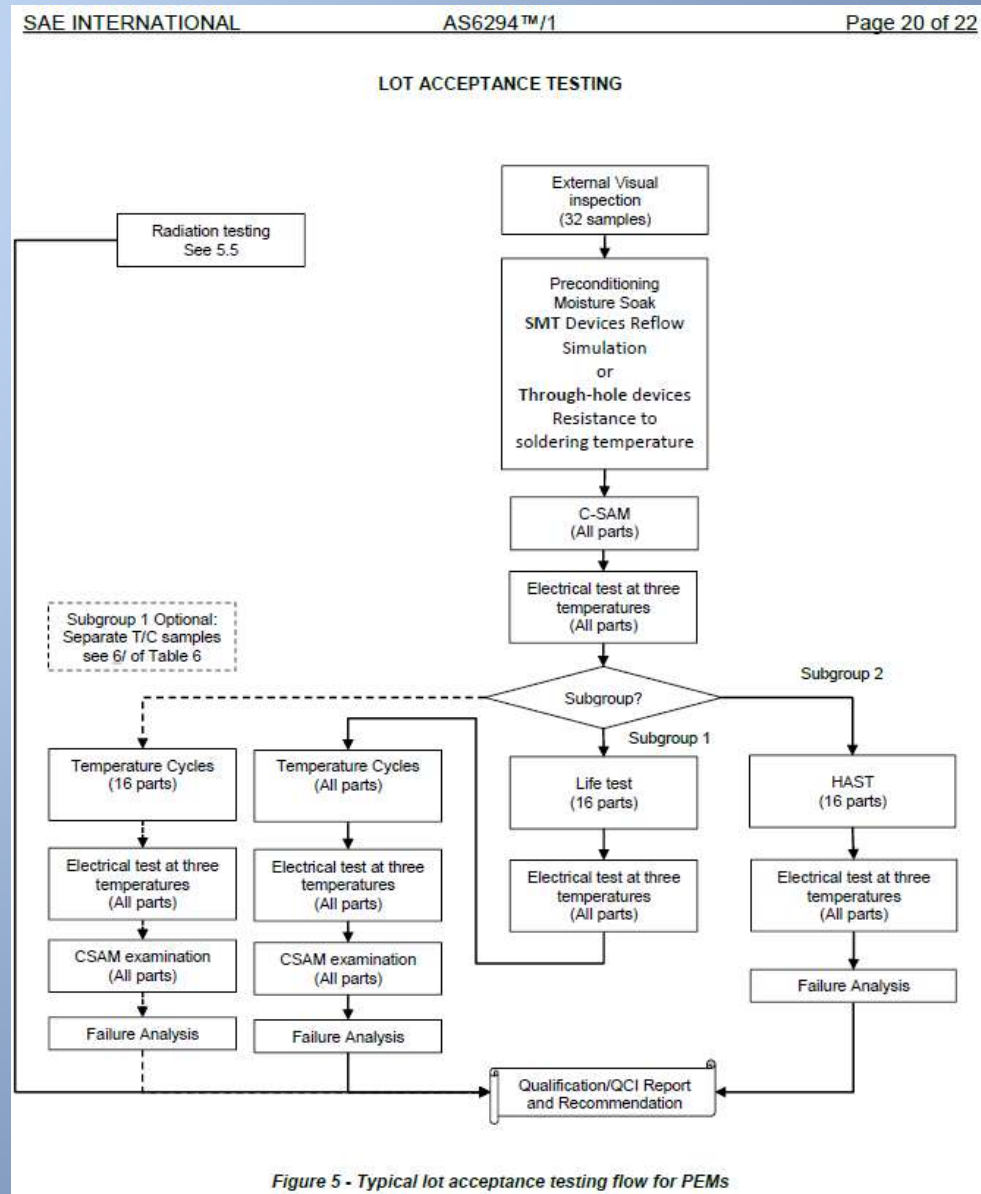 SAE INTERNATIONAL AS6294™/1 Page 20 of 22
LOT ACCEPTANCE TESTING
External Visual
inspection
(32 samples)
Radiation testing
See 5.5
Preconditioning
Moisture Soak
SMT Devices Reflow
Simulation
or
Through-hole devices
Resistance to
soldering temperature
C-SAM
(All parts)
Electrical test at three
temperatures
(All parts)
Subgroup 1 Optional:
Separate T/C samples
see 6/ of Table 6
Subgroup?
Subgroup 2
Subgroup 1
Temperature Cycles
(16 parts)
Electrical test at three
temperatures
(All parts)
CSAM examination
(All parts)
Failure Analysis
Temperature Cycles
(All parts)
Electrical test at three
temperatures
(All parts)
CSAM examination
(All parts)
Failure Analysis
Life test
(16 parts)
Electrical test at three
temperatures
(All parts)
HAST
(16 parts)
Electrical test at three
temperatures
(All parts)
Failure Analysis
Qualification/QCI Report
and Recommendation
Figure 5 - Typical lot acceptance testing flow for PEMs